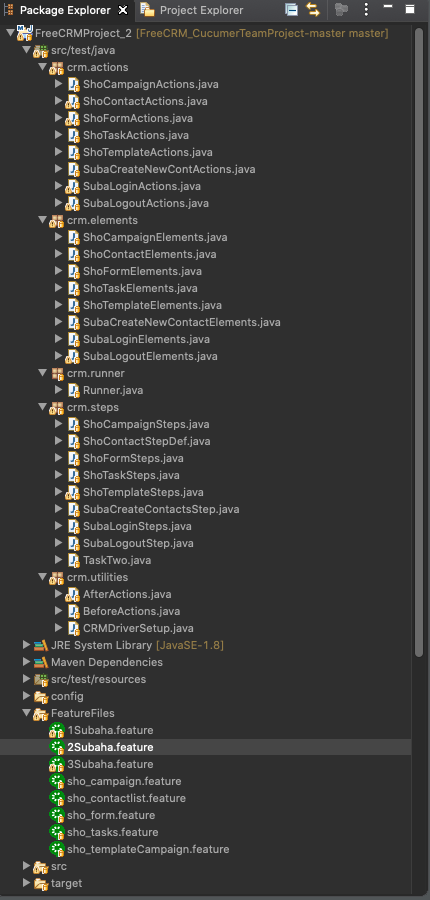 Package Explorer
Project Explorer
FreeCRMProject_2 [FreeCRM_CucumerTeamProject-master master]
src/test/java
crm.actions
ShoCampaignActions.java
ShoContactActions.java
ShoFormActions.java
ShoTaskActions.java
ShoTemplateActions.java
SubaCreateNewContActions.java
SubaLoginActions.java
SubaLogoutActions.java
crm.elements
ShoCampaignElements.java
ShoContactElements.java
ShoFormElements.java
ShoTaskElements.java
ShoTemplateElements.java
SubaCreateNewContactElements.java
SubaLoginElements.java
SubaLogoutElements.java
crm.runner
Runner.java
crm.steps
ShoCampaignSteps.java
ShoContactStepDef.java
ShoFormSteps.java
ShoTaskSteps.java
ShoTemplateSteps.java
SubaCreateContactsStep.java
SubaLoginSteps.java
SubaLogoutStep.java
TaskTwo.java
crm.utilities
AfterActions.java
BeforeActions.java
CRMDriverSetup.java
JRE System Library [JavaSE-1.8]
Maven Dependencies
src/test/resources
config
FeatureFiles
1Subaha.feature
2Subaha.feature
3Subaha.feature
sho_campaign.feature
sho_contactlist.feature
sho_form.feature
sho_tasks.feature
sho_templateCampaign.feature
src
target